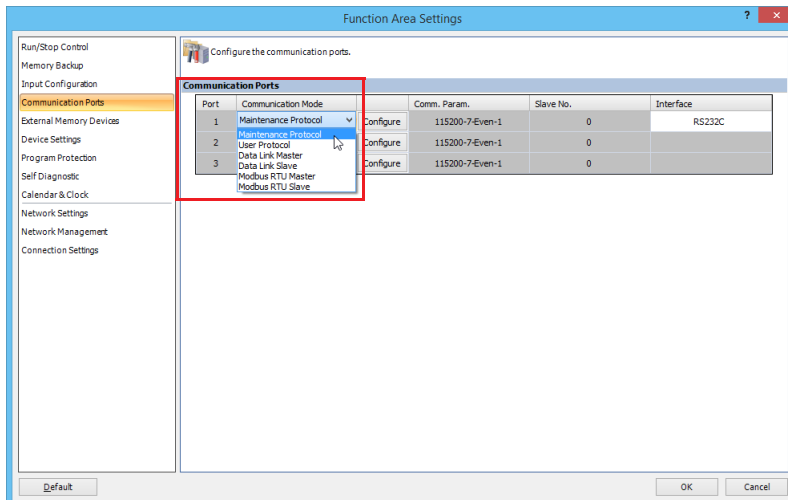 Function Area Settings
?
Run/Stop Control
Memory Backup
Input Configuration
Communication Ports
External Memory Devices
Device Settings
Program Protection
Self Diagnostic
Calendar & Clock
Network Settings
Network Management
Connection Settings
Configure the communication ports.
Communication Ports
Port Communication Mode Comm. Param. Slave No. Interface
1 Maintenance Protocol Configure 115200-7-Even-1 0 RS232C
Maintenance Protocol
2 Configure 115200-7-Even-1 0
User Protocol
Data Link Master
3 Configure 115200-7-Even-1 0
Data Link Slave
Modbus RTU Master
Modbus RTU Slave
Default OK Cancel